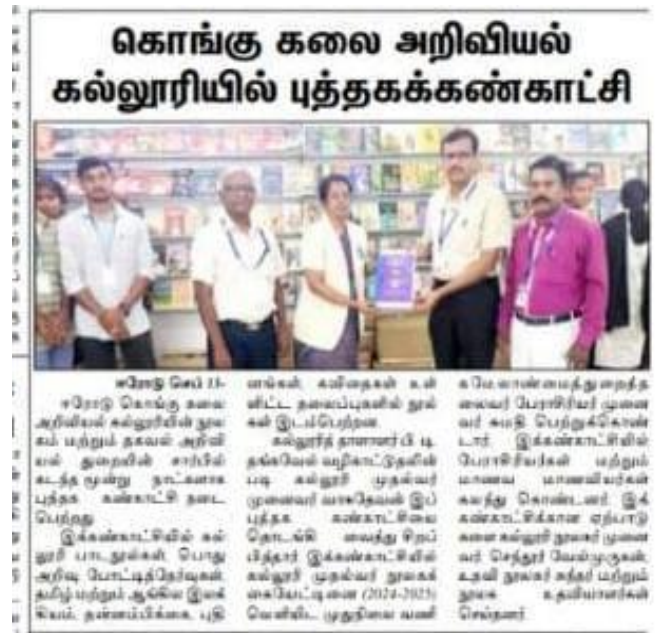 கொங்கு கலை அறிவியல்
கல்லூரியில் புத்தகக்கண்காட்சி
ஈரோடு செப் 13-
ஈரோடு கொங்கு கலை
அறிவியல் கல்லூரியின் நூல
கம் மற்றும் தகவல் அறிவி
யல் துறையின் சார்பில்
கடந்த மூன்று நாட்களாக
புத்தக கண்காட்சி நடை
பெற்றது
இக்கண்காட்சியில் கல்
லூரி பாடநூல்கள், பொது
அறிவு போட்டித்தேர்வுகள்,
தமிழ் மற்றும் ஆங்கில இலக்
கியம், தன்னம்பிக்கை, புதி
னங்கள், கவிதைகள் உள்
ளிட்ட தலைப்புகளில் நூல்
கள் இடம்பெற்றன.
கல்லூரித் தாளாளர் பி.டி.
தங்கவேல் வழிகாட்டுதலின்
படி கல்லூரி முதல்வர்
முனைவர் வாசுதேவன் இப்
புத்தக கண்காட்சியை
தொடங்கி வைத்து சிறப்
பித்தார் இக்கண்காட்சியில்
கல்லூரி முதல்வர் நூலகக்
கையேட்டினை (2024-2025)
வெளியிட முதுநிலை வணி
கமேலாண்மைத்துறைத்த
லைவர் பேராசிரியர் முனை
வர் சுமதி பெற்றுக்கொண்
டார். இக்கண்காட்சியில்
பேராசிரியர்கள் மற்றும்
மாணவ மாணவியர்கள்
கலந்து கொண்டனர். இக்
கண்காட்சிக்கான ஏற்பாடு
களை கல்லூரி நூலகர் முனை
வர் செந்தூர் வேல்முருகன்,
உதவி நூலகர் சுந்தர் மற்றும்
நூலக உதவியாளர்கள்
செய்தனர்.